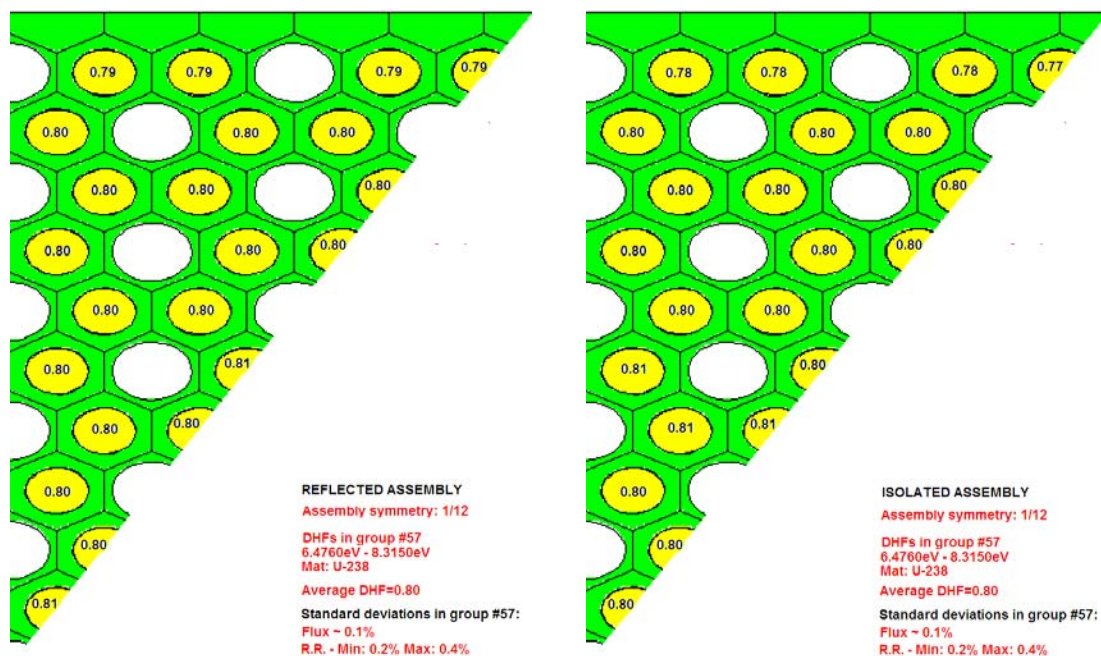 0.79 0.79 0.79 0.79
0.80 0.80 0.80
0.80 0.80 0.80
0.80 0.80 0.80
0.80 0.80
0.80 0.81
0.80 0.80
0.80
0.80
0.81
REFLECTED ASSEMBLY
Assembly symmetry: 1/12
DHFs in group #57
6.4760eV - 8.3150eV
Mat: U-238
Average DHF=0.80
Standard deviations in group #57:
Flux ~ 0.1%
R.R. - Min: 0.2% Max: 0.4%
0.78 0.78 0.78 0.77
0.80 0.80 0.80
0.80 0.80 0.80
0.80 0.80 0.80
0.80 0.80
0.81 0.80
0.81 0.81
0.80
0.80
0.80
ISOLATED ASSEMBLY
Assembly symmetry: 1/12
DHFs in group #57
6.4760eV - 8.3150eV
Mat: U-238
Average DHF=0.80
Standard deviations in group #57:
Flux ~ 0.1%
R.R. - Min: 0.2% Max: 0.4%